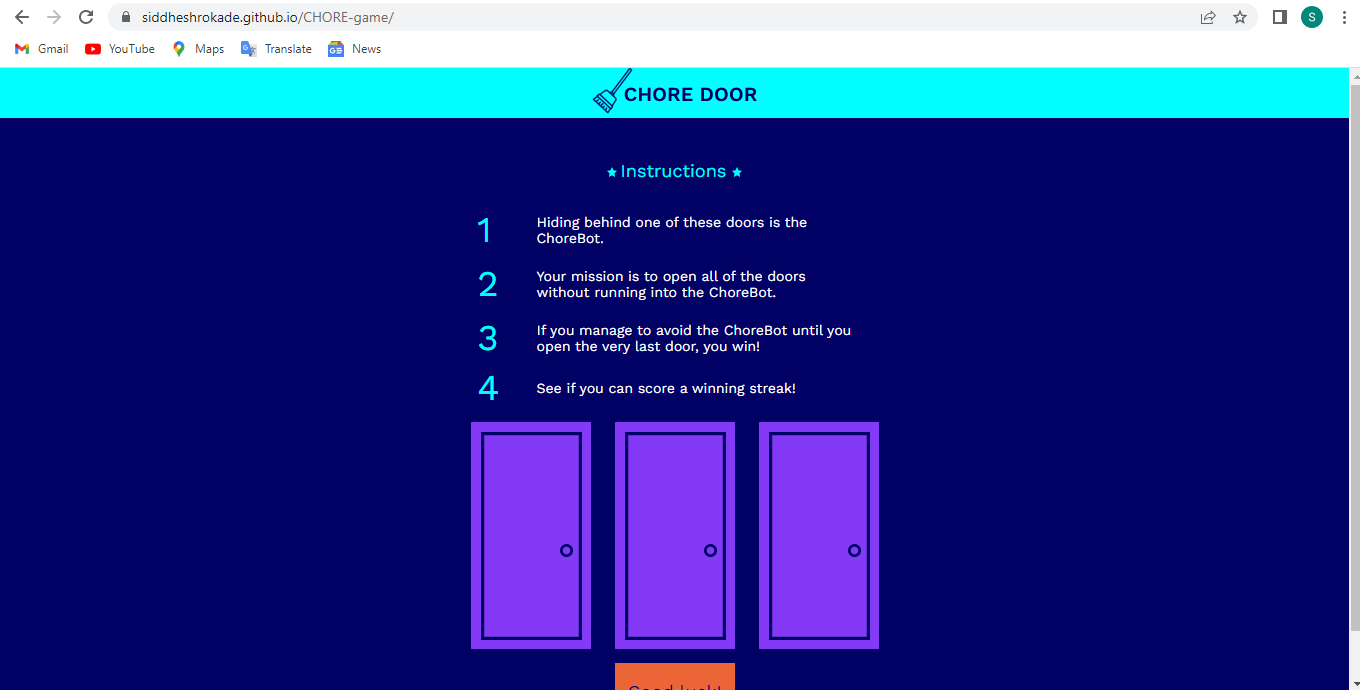 siddheshrokade.github.io/CHORE-game/
S
Gmail YouTube Maps Translate News
CHORE DOOR
Instructions
1 Hiding behind one of these doors is the
ChoreBot.
2 Your mission is to open all of the doors
without running into the ChoreBot.
3 If you manage to avoid the ChoreBot until you
open the very last door, you win!
4 See if you can score a winning streak!
Good luck!